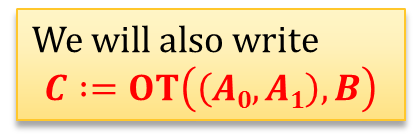 We will also write
C := OT((A₀, A₁), B)